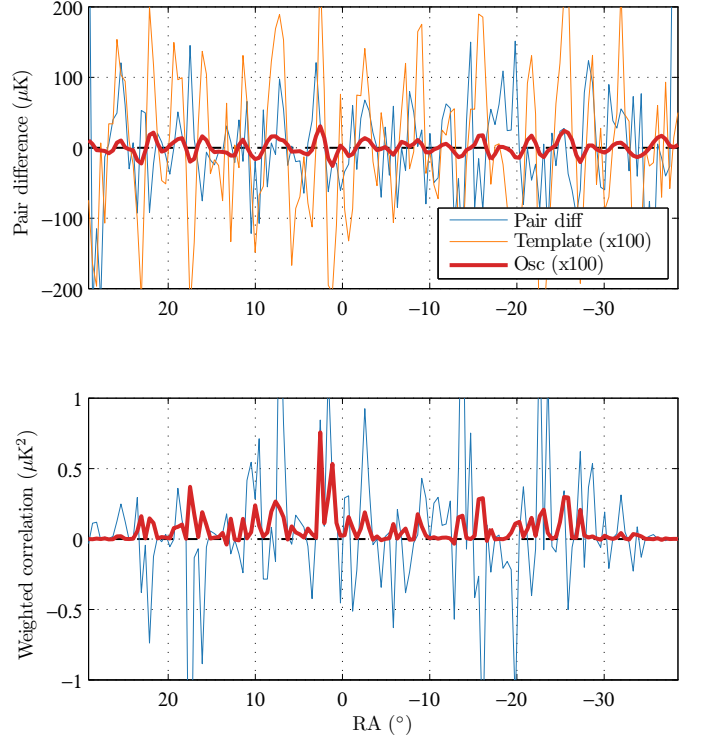 200
100
0
−100
−200
Pair difference (μK)
Pair diff
Template (x100)
Osc (x100)
20 10 0 −10 −20 −30
1
0.5
0
−0.5
−1
Weighted correlation (μK²)
20 10 0 −10 −20 −30
RA (°)